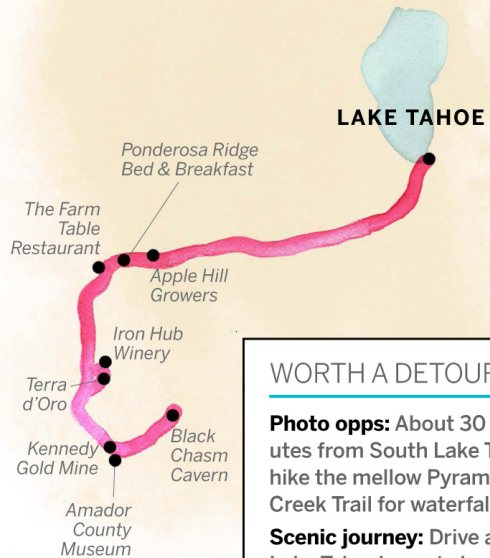 LAKE TAHOE
Ponderosa Ridge
Bed & Breakfast
The Farm
Table
Restaurant
Apple Hill
Growers
Iron Hub
Winery
Terra
d'Oro
Kennedy
Gold Mine
Black
Chasm
Cavern
Amador
County
Museum
WORTH A DETOUR
Photo opps: About 30
utes from South Lake T
hike the mellow Pyram
Creek Trail for waterfal
Scenic journey: Drive a